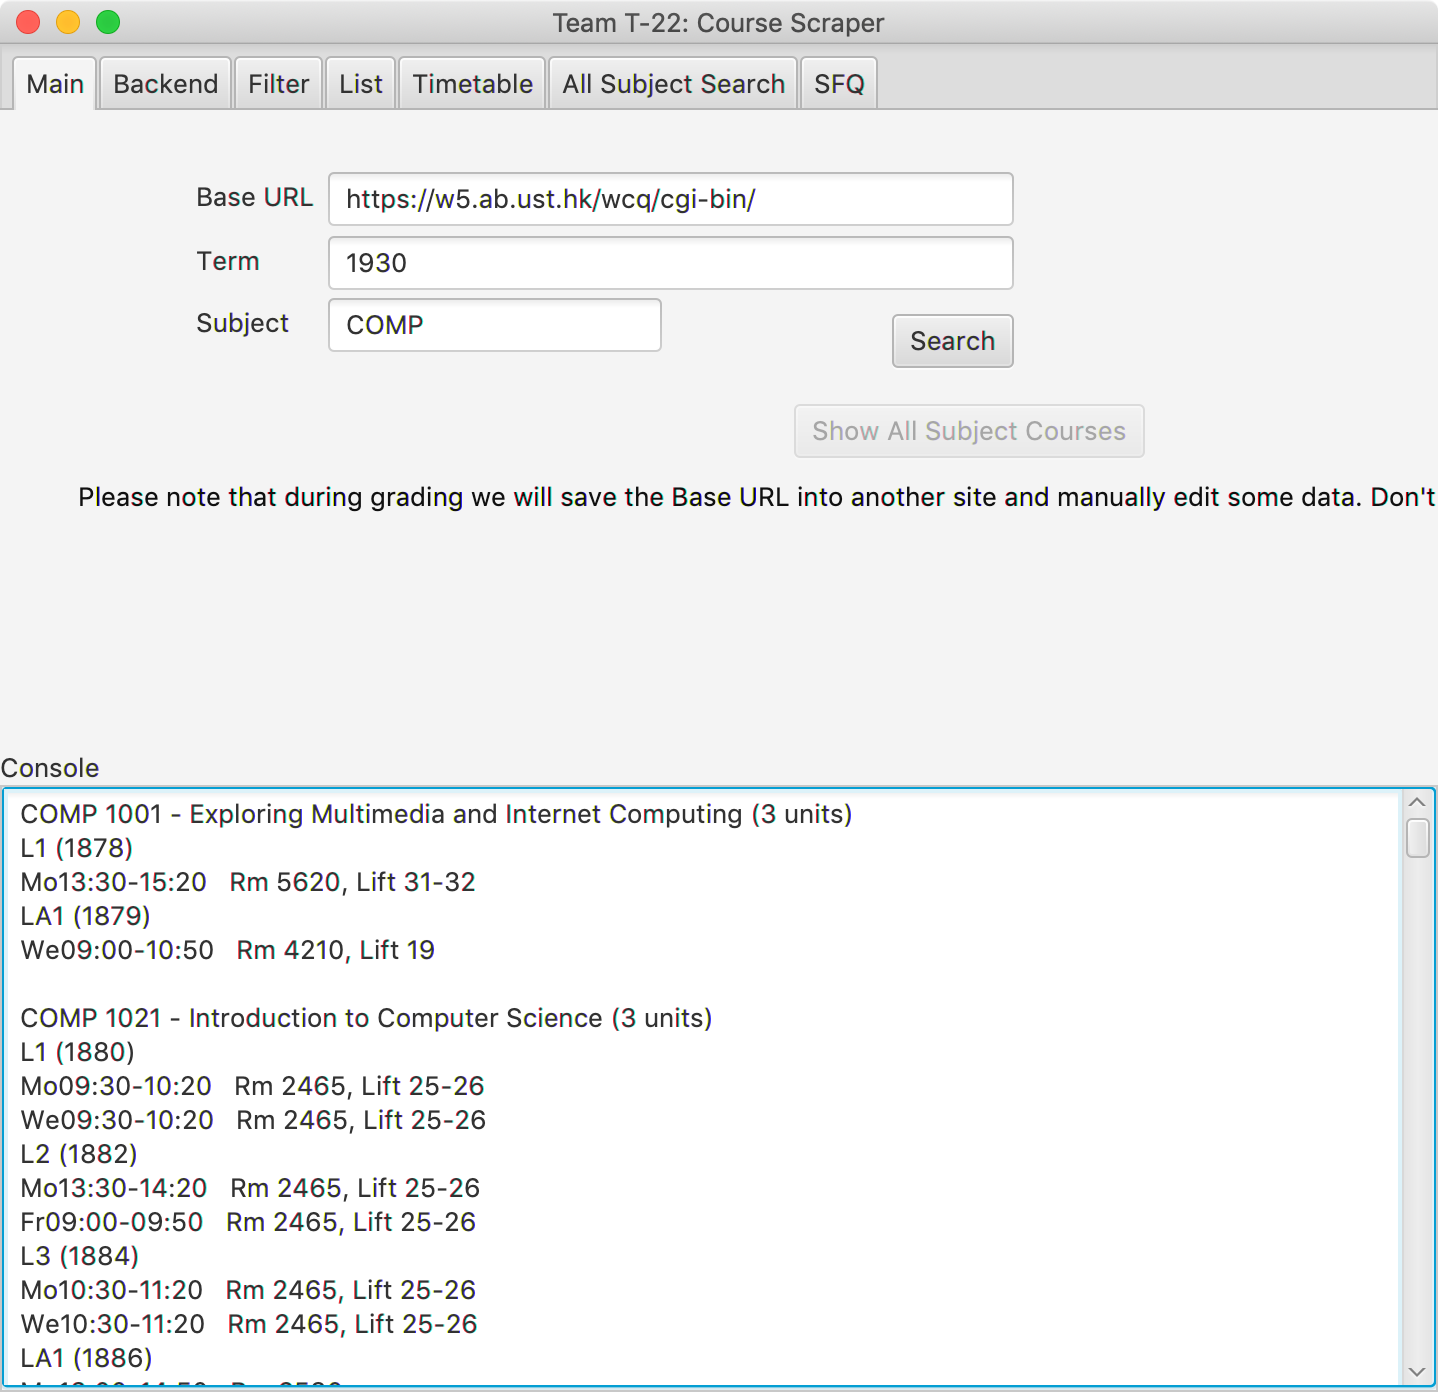 Team T-22: Course Scraper
Main Backend Filter List Timetable All Subject Search SFQ
Base URL https://w5.ab.ust.hk/wcq/cgi-bin/
Term 1930
Subject COMP
Search
Show All Subject Courses
Please note that during grading we will save the Base URL into another site and manually edit some data. Don't
Console
COMP 1001 - Exploring Multimedia and Internet Computing (3 units)
L1 (1878)
Mo13:30-15:20 Rm 5620, Lift 31-32
LA1 (1879)
We09:00-10:50 Rm 4210, Lift 19
COMP 1021 - Introduction to Computer Science (3 units)
L1 (1880)
Mo09:30-10:20 Rm 2465, Lift 25-26
We09:30-10:20 Rm 2465, Lift 25-26
L2 (1882)
Mo13:30-14:20 Rm 2465, Lift 25-26
Fr09:00-09:50 Rm 2465, Lift 25-26
L3 (1884)
Mo10:30-11:20 Rm 2465, Lift 25-26
We10:30-11:20 Rm 2465, Lift 25-26
LA1 (1886)